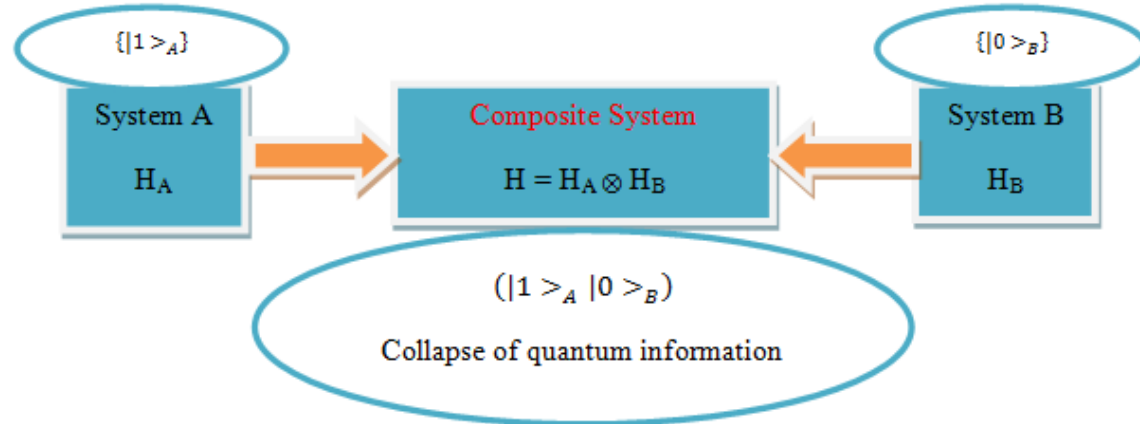 {|1 >_A}
{|0 >_B}
System A
Composite System
System B
H_A
H = H_A ⊗ H_B
H_B
(|1 >_A |0 >_B)
Collapse of quantum information